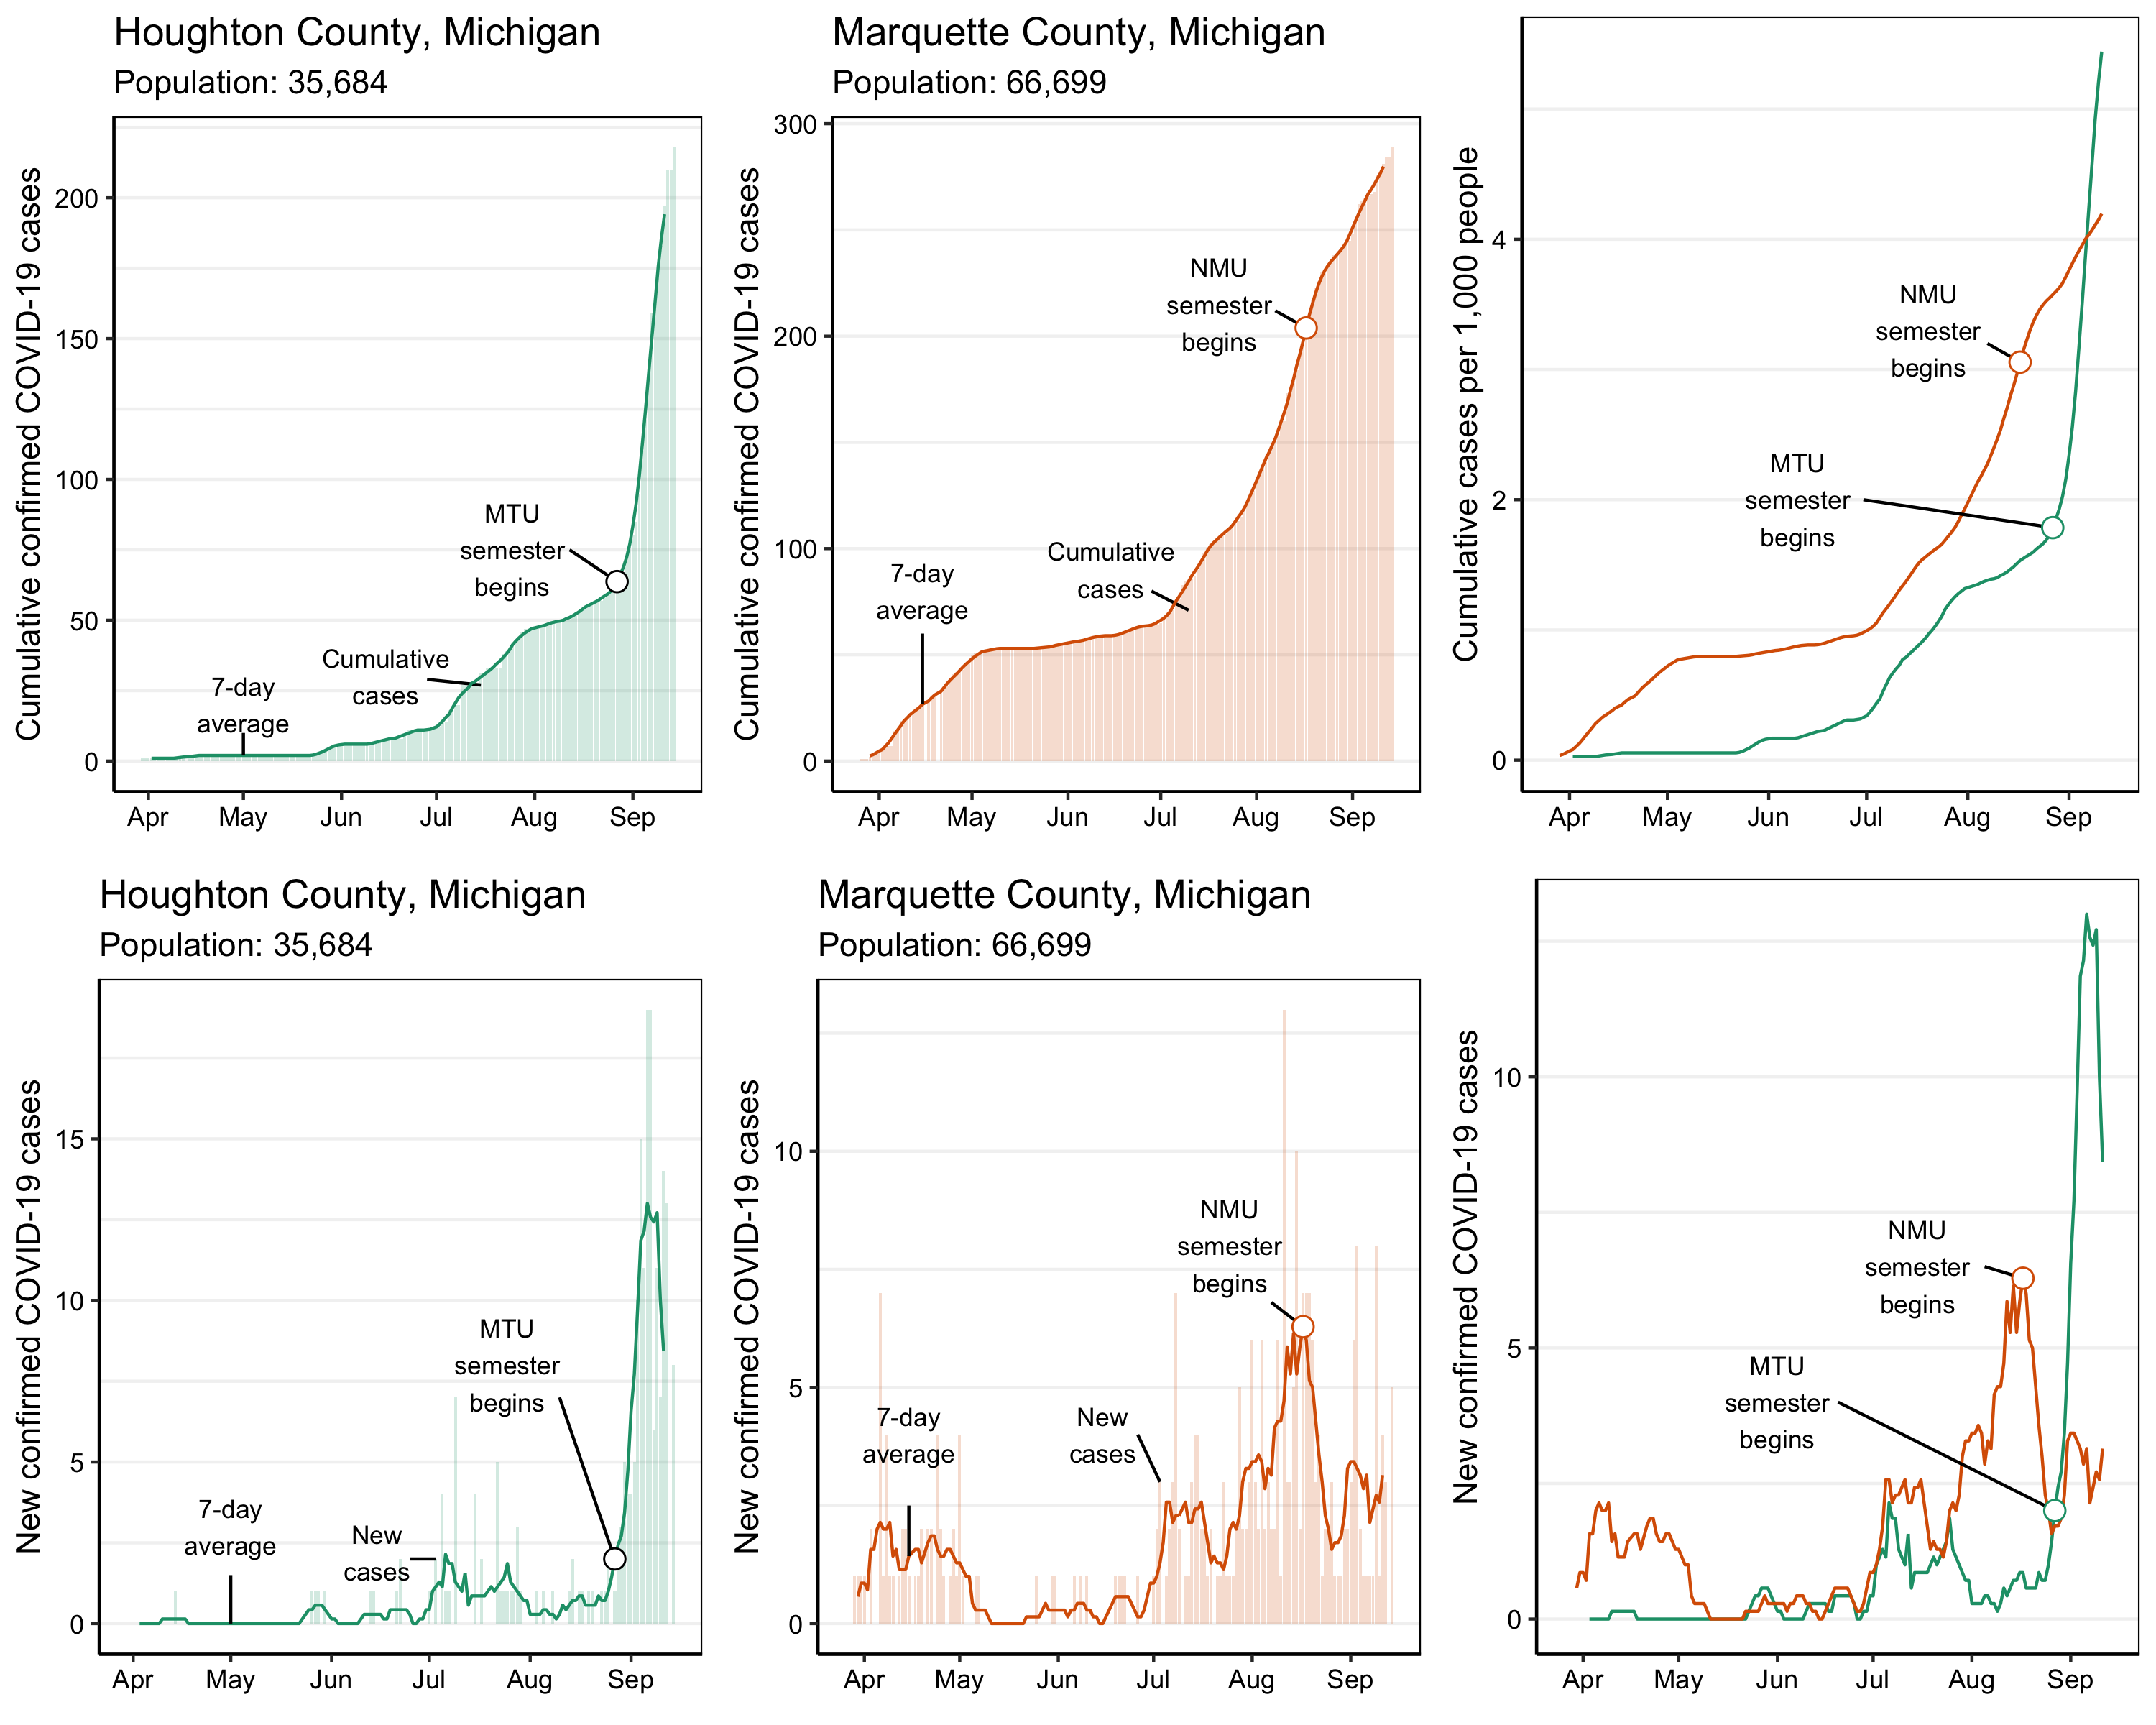 Houghton County, Michigan
Population: 35,684
Cumulative confirmed COVID-19 cases
200
150
100
50
0
MTU
semester
begins
Cumulative
cases
7-day
average
Apr May Jun Jul Aug Sep
Marquette County, Michigan
Population: 66,699
Cumulative confirmed COVID-19 cases
300
200
100
0
NMU
semester
begins
Cumulative
cases
7-day
average
Apr May Jun Jul Aug Sep
Cumulative cases per 1,000 people
4
2
0
NMU
semester
begins
MTU
semester
begins
Apr May Jun Jul Aug Sep
Houghton County, Michigan
Population: 35,684
New confirmed COVID-19 cases
15
10
5
0
MTU
semester
begins
7-day
average
New
cases
Apr May Jun Jul Aug Sep
Marquette County, Michigan
Population: 66,699
New confirmed COVID-19 cases
10
5
0
NMU
semester
begins
7-day
average
New
cases
Apr May Jun Jul Aug Sep
New confirmed COVID-19 cases
10
5
0
NMU
semester
begins
MTU
semester
begins
Apr May Jun Jul Aug Sep